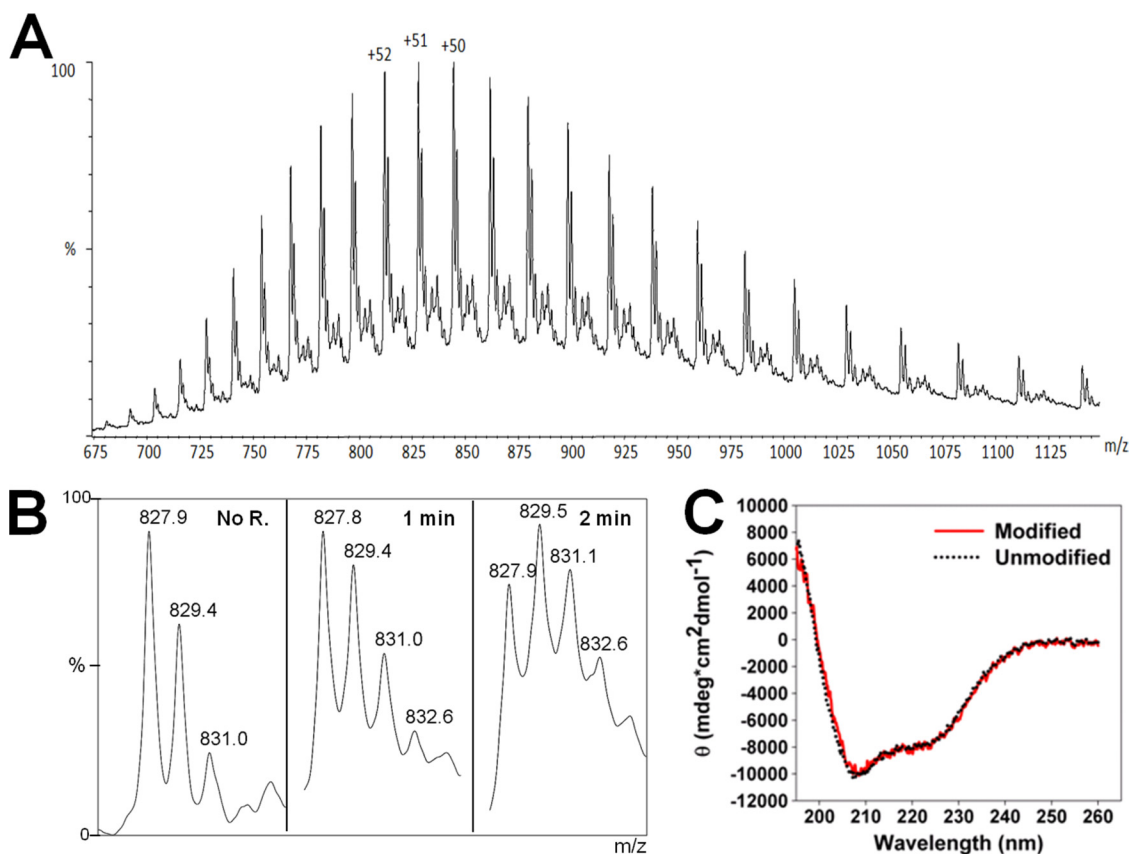 A
+52 +51 +50
100
%
675 700 725 750 775 800 825 850 875 900 925 950 975 1000 1025 1050 1075 1100 1125 m/z
B
100
%
0
No R. 1 min 2 min
827.9
829.4
831.0
827.8
829.4
831.0
832.6
827.9
829.5
831.1
832.6
m/z
C
10000
8000
6000
4000
2000
0
-2000
-4000
-6000
-8000
-10000
-12000
θ (mdeg*cm²dmol⁻¹)
Modified
Unmodified
200 210 220 230 240 250 260
Wavelength (nm)